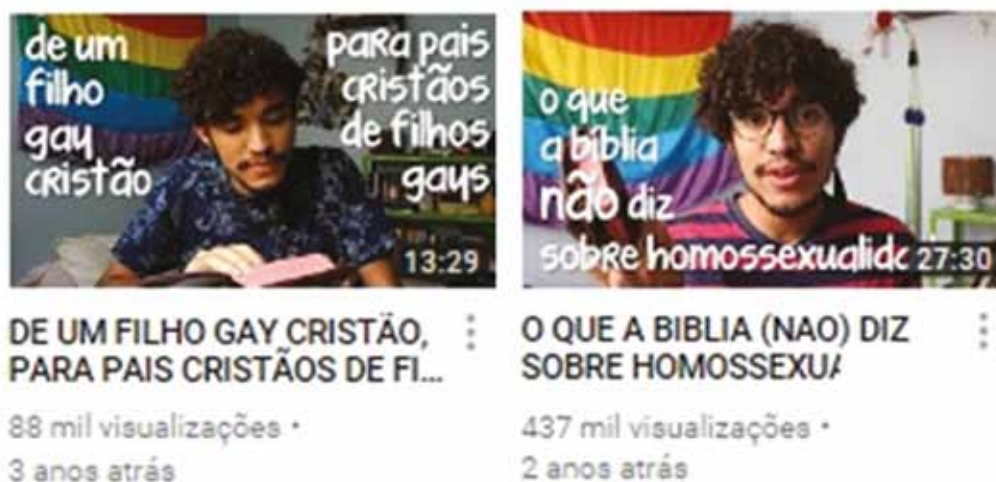 de um
filho
gay
cristão
para pais
cristãos
de filhos
gays
13:29
DE UM FILHO GAY CRISTÃO,
PARA PAIS CRISTÃOS DE FI...
88 mil visualizações •
3 anos atrás
o que
a bíblia
não diz
sobre homossexualidc 27:30
O QUE A BIBLIA (NAO) DIZ
SOBRE HOMOSSEXUA
437 mil visualizações •
2 anos atrás